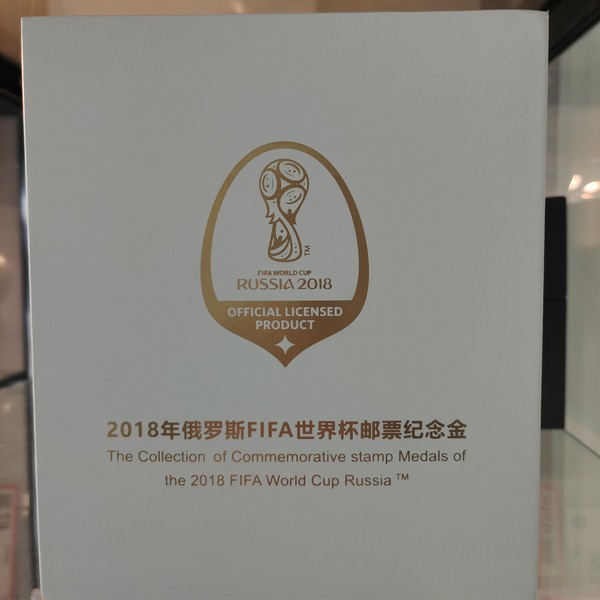 TM
FIFA WORLD CUP
RUSSIA 2018
OFFICIAL LICENSED
PRODUCT
2018年俄罗斯FIFA世界杯邮票纪念金
The Collection of Commemorative stamp Medals of
the 2018 FIFA World Cup Russia TM